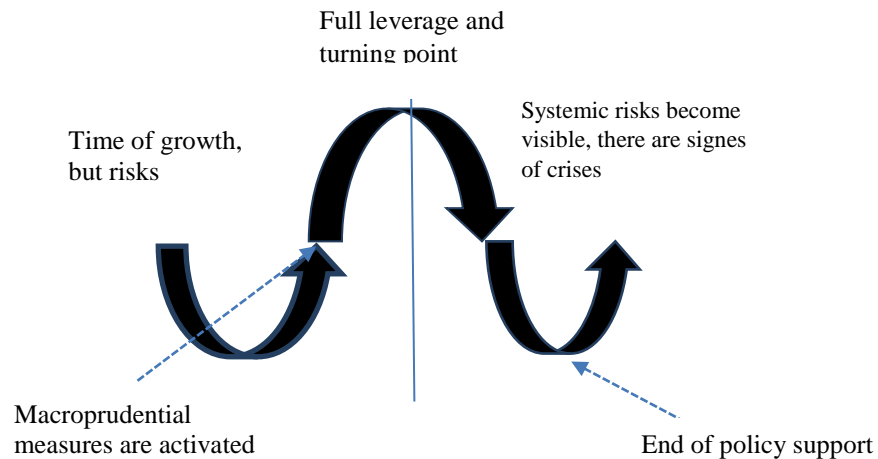 Full leverage and
turning point
Systemic risks become
visible, there are signes
of crises
Time of growth,
but risks
Macroprudential
measures are activated
End of policy support